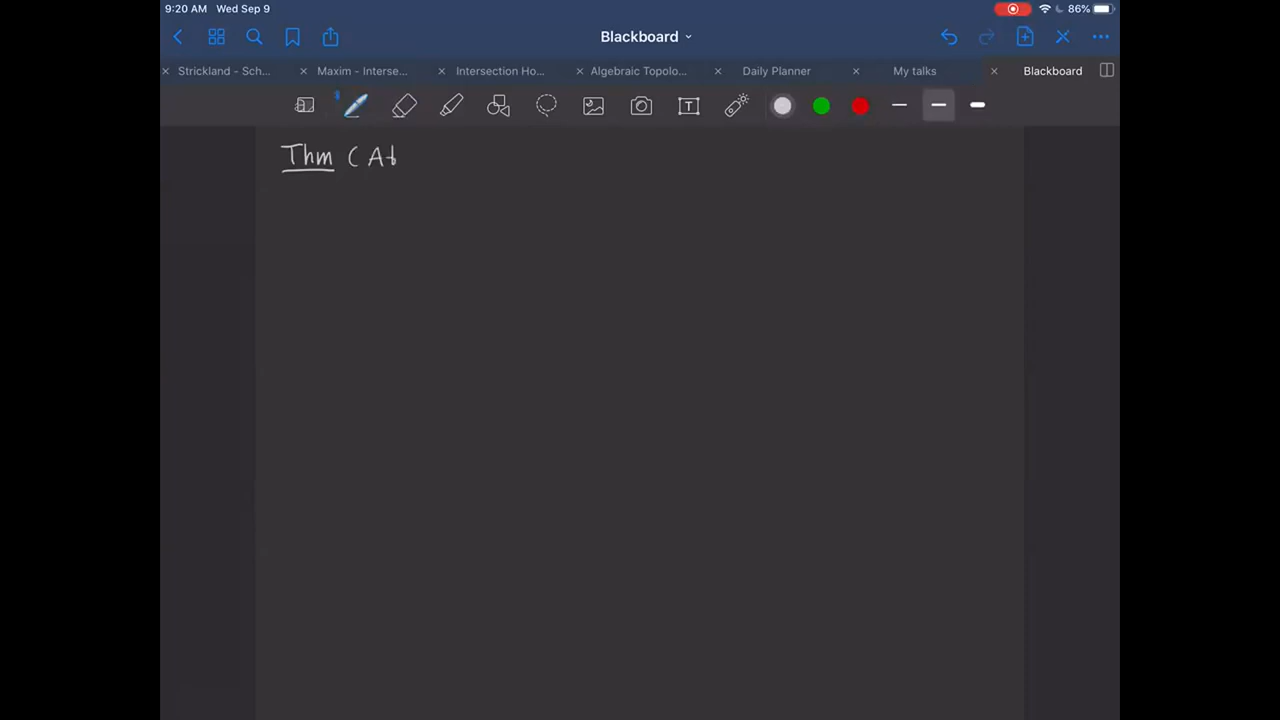 9:20 AM Wed Sep 9
86%
Blackboard
Strickland - Sch...
Maxim - Interse...
Intersection Ho...
Algebraic Topolo...
Daily Planner
My talks
Blackboard
T
Thm ( At